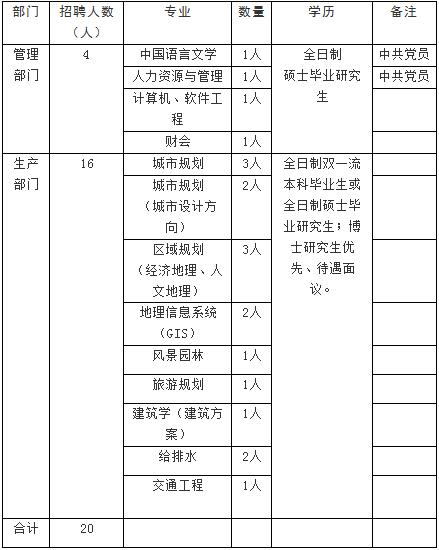 部门 招聘人数（人） 专业 数量 学历 备注
管理部门 4 中国语言文学 1人 全日制硕士毕业研究生 中共党员
人力资源与管理 1人 中共党员
计算机、软件工程 1人
财会 1人
生产部门 16 城市规划 3人 全日制双一流本科毕业生或全日制硕士毕业研究生；博士研究生优先、待遇面议。
城市规划（城市设计方向） 2人
区域规划（经济地理、人文地理） 3人
地理信息系统（GIS） 2人
风景园林 1人
旅游规划 1人
建筑学（建筑方案） 1人
给排水 2人
交通工程 1人
合计 20